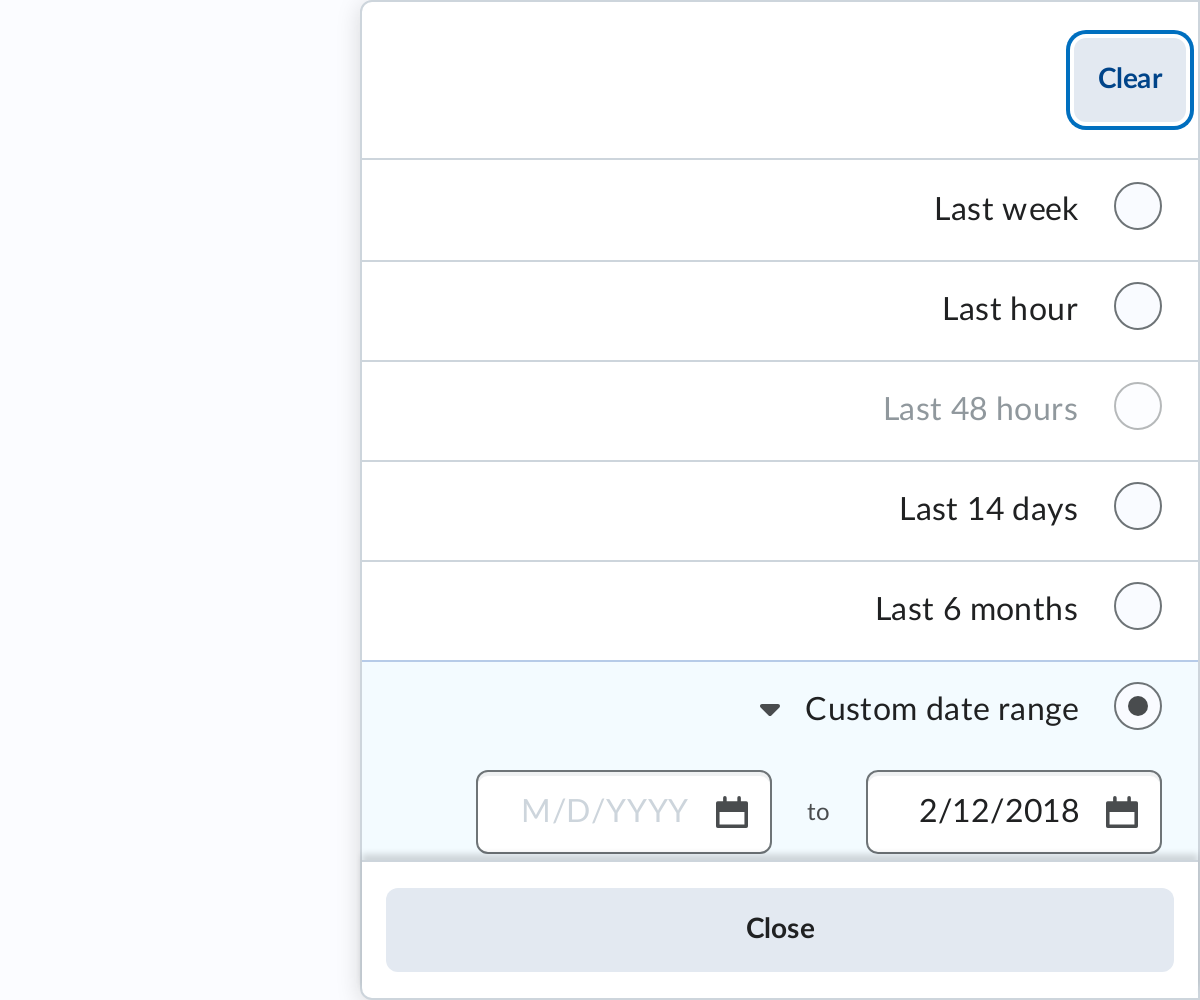 Clear
Last week
Last hour
Last 48 hours
Last 14 days
Last 6 months
Custom date range
M/D/YYYY to 2/12/2018
Close